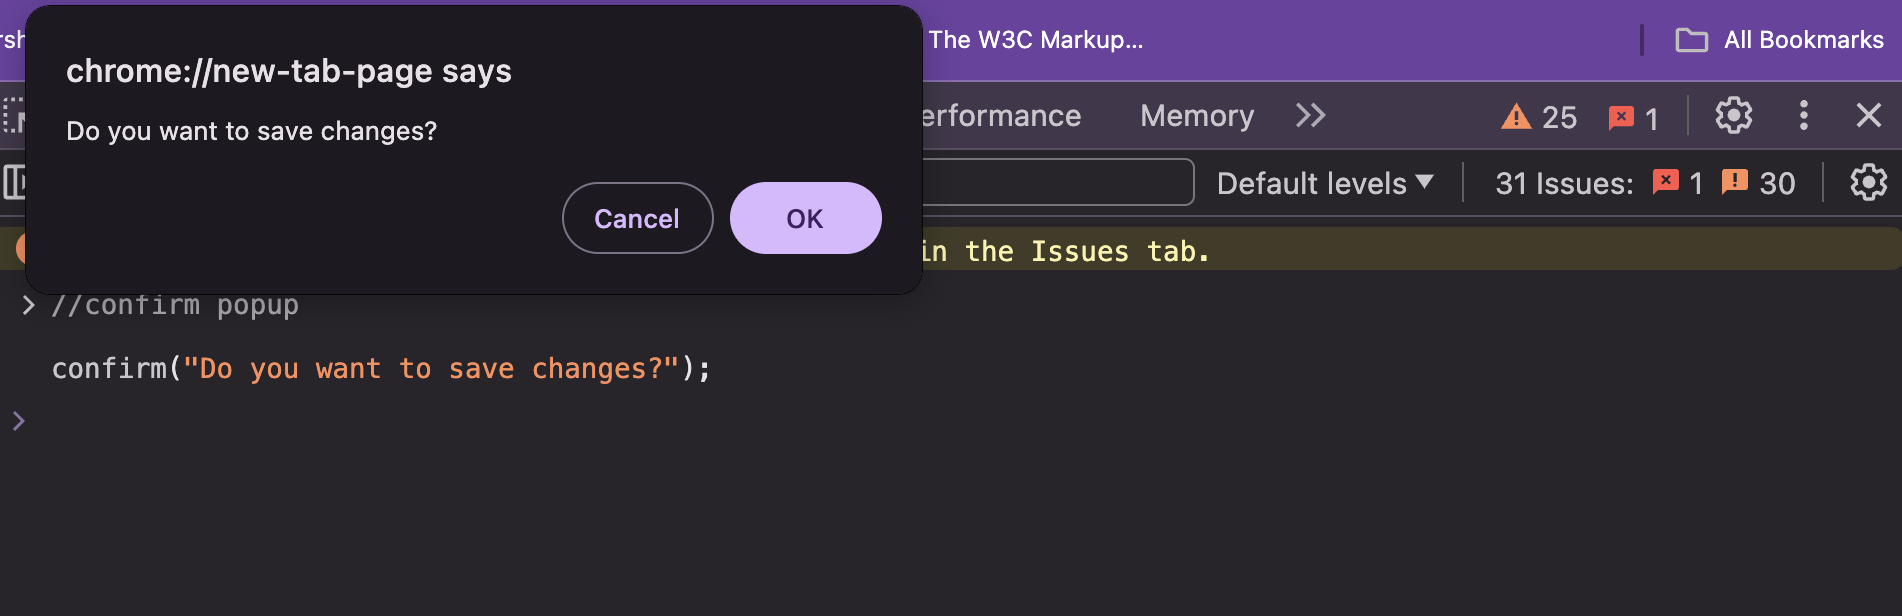 The W3C Markup...
All Bookmarks
chrome://new-tab-page says
Do you want to save changes?
Cancel
OK
Memory
25
1
Default levels
31 Issues:
1
30
in the Issues tab.
//confirm popup
confirm("Do you want to save changes?");